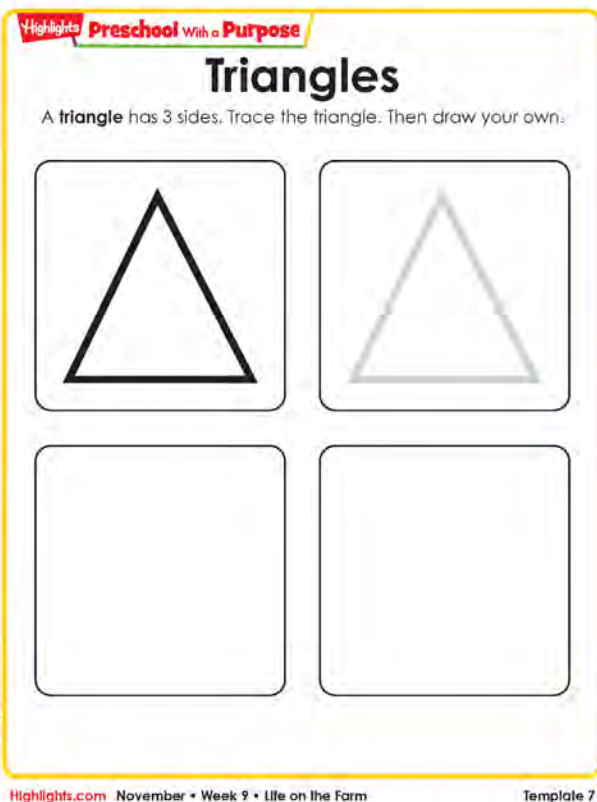 Highlights Preschool With a Purpose
Triangles
A triangle has 3 sides. Trace the triangle. Then draw your own.
Highlights.com November • Week 9 • Life on the Farm Template 7